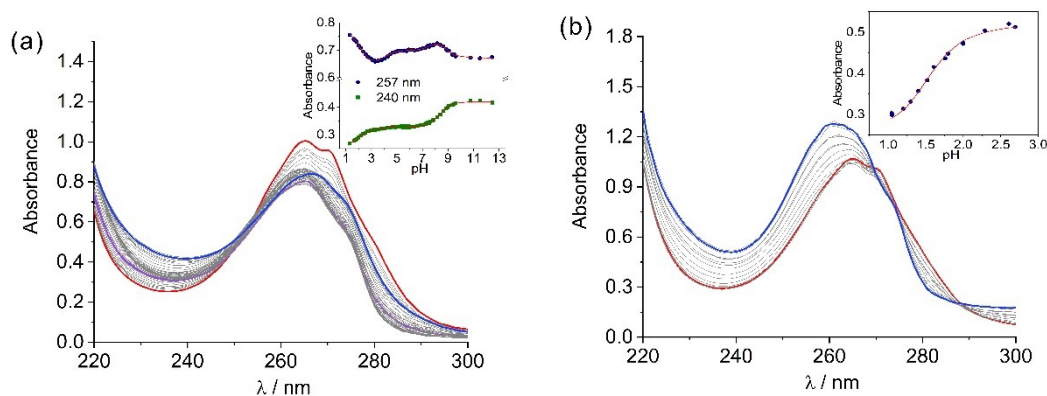 (a)
Absorbance
1.4
1.2
1.0
0.8
0.6
0.4
0.2
0.0
220 240 260 280 300
λ / nm
Absorbance
0.8
0.7
0.6
0.4
0.3
257 nm
240 nm
1 3 5 7 9 11 13
pH
(b)
Absorbance
1.8
1.5
1.2
0.9
0.6
0.3
0.0
220 240 260 280 300
λ / nm
Absorbance
0.5
0.4
0.3
0.2
1.0 1.5 2.0 2.5 3.0
pH